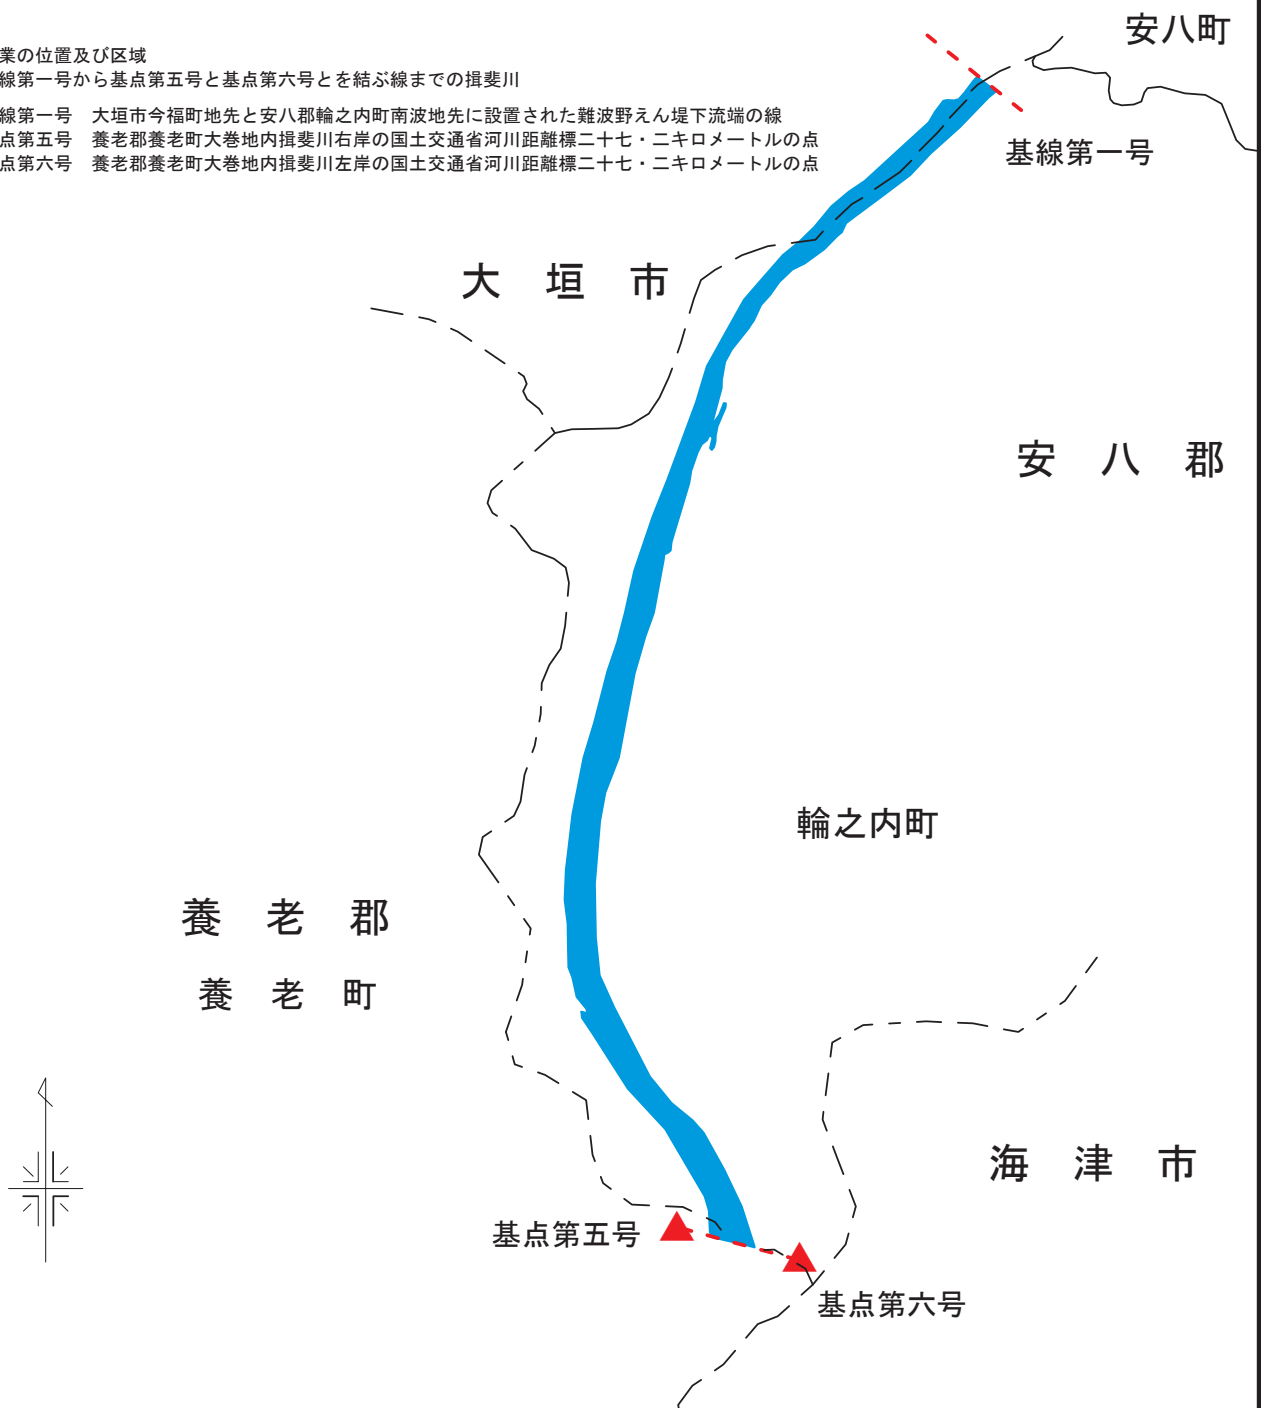 業の位置及び区域
線第一号から基点第五号と基点第六号とを結ぶ線までの揖斐川
線第一号　大垣市今福町地先と安八郡輪之内町南波地先に設置された難波野えん堤下流端の線
点第五号　養老郡養老町大巻地内揖斐川右岸の国土交通省河川距離標二十七・二キロメートルの点
点第六号　養老郡養老町大巻地内揖斐川左岸の国土交通省河川距離標二十七・二キロメートルの点
安八町
基線第一号
大　垣　市
安　八　郡
輪之内町
養　老　郡
養　老　町
海　津　市
基点第五号
基点第六号